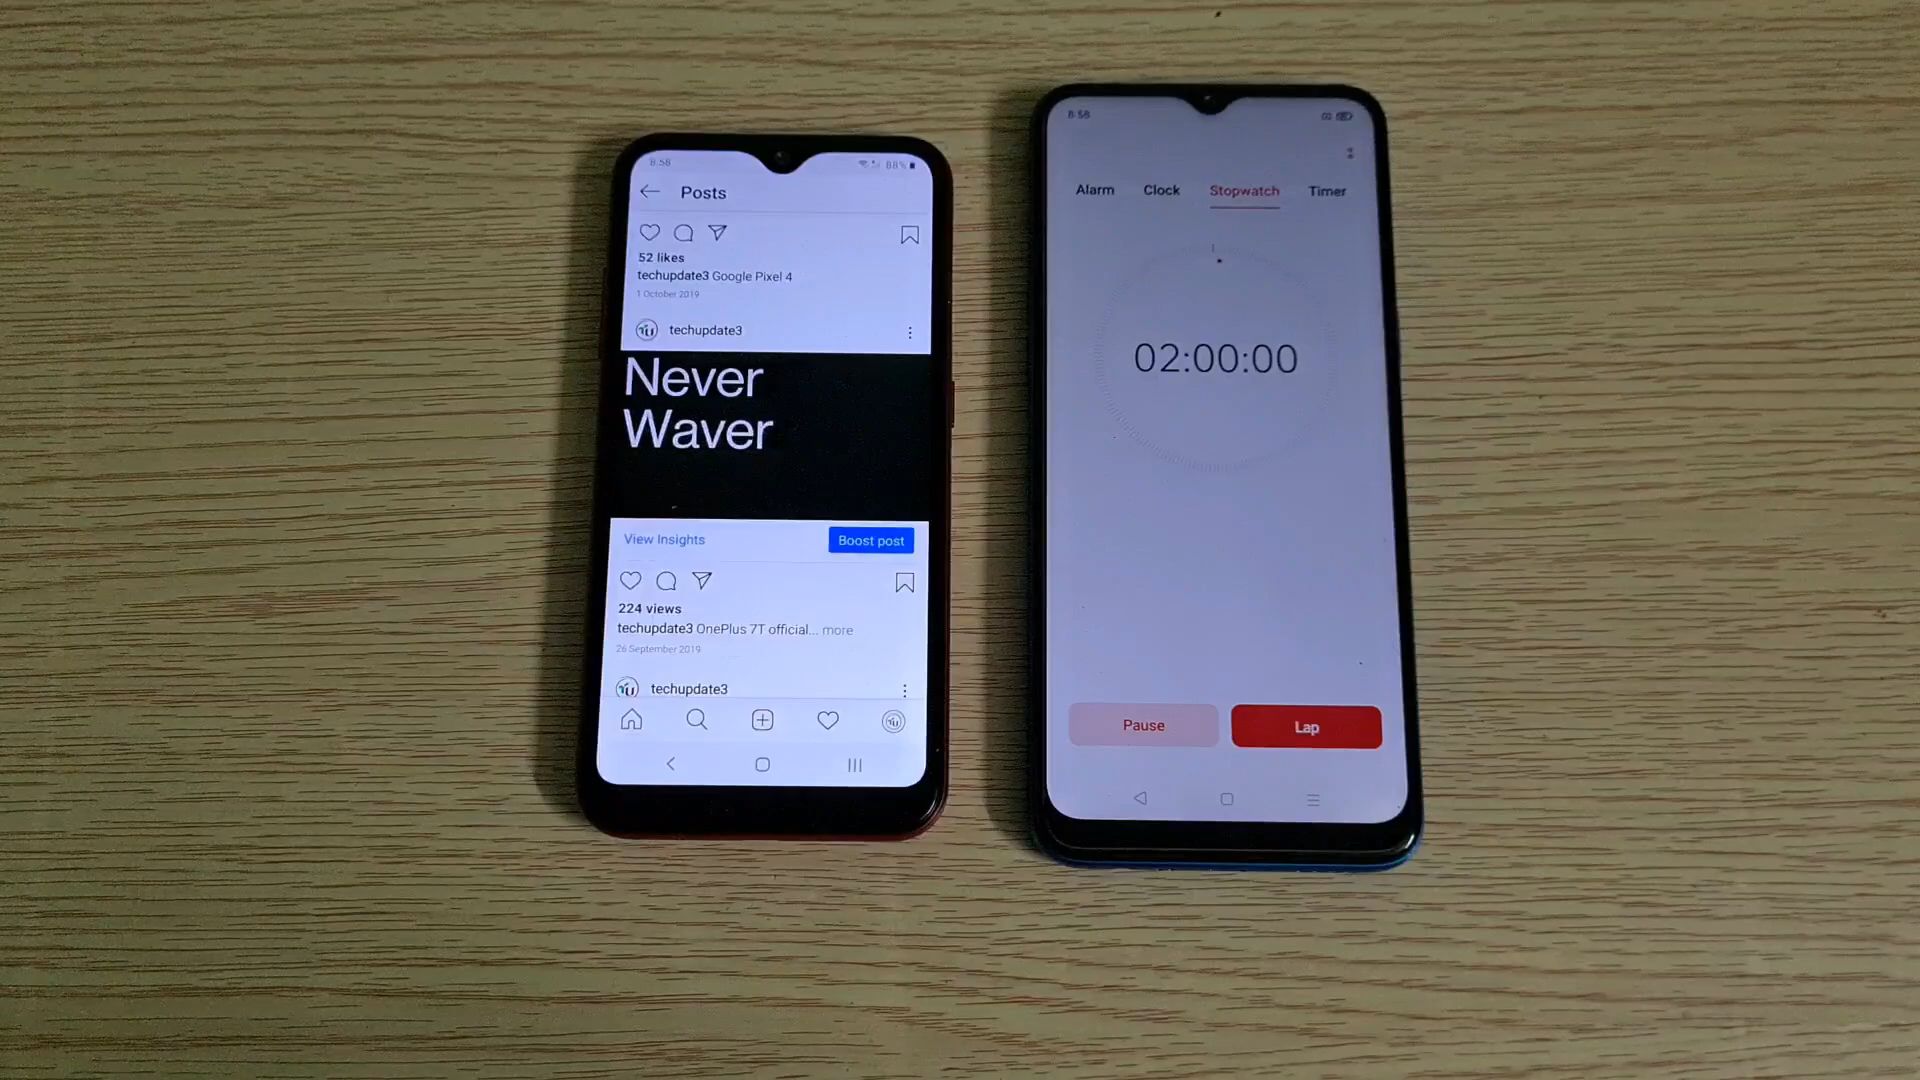 8:58
88%
Posts
52 likes
techupdate3 Google Pixel 4
1 October 2019
techupdate3
Never
Waver
View Insights
Boost post
224 views
techupdate3 OnePlus 7T official... more
26 September 2019
techupdate3
8:58
Alarm Clock Stopwatch Timer
02:00:00
Pause
Lap